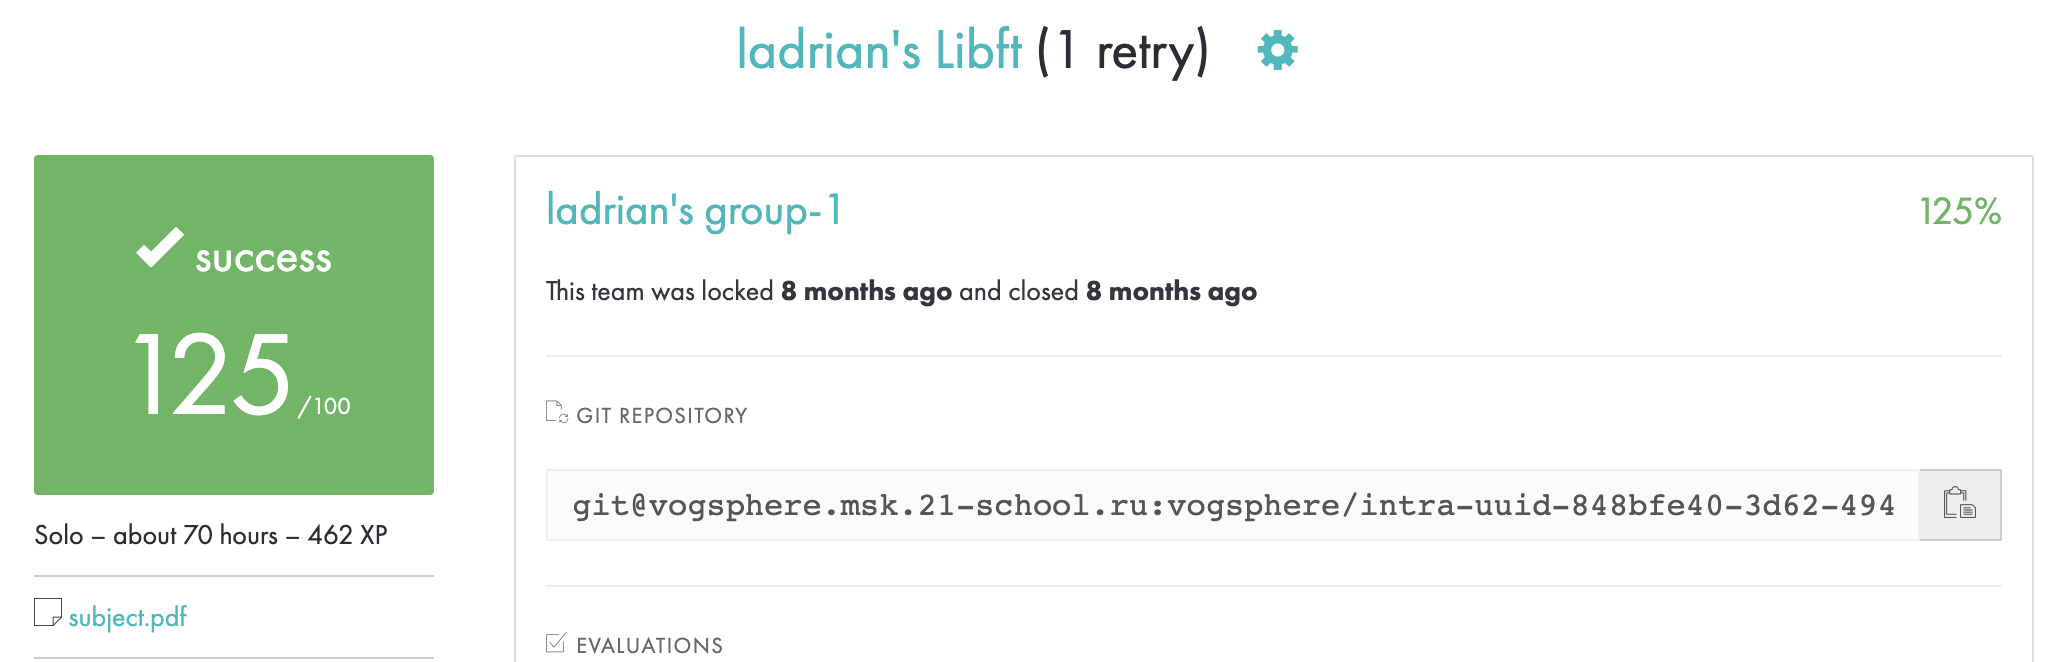 ladrian's Libft (1 retry)
success
125 /100
Solo – about 70 hours – 462 XP
subject.pdf
ladrian's group-1
125%
This team was locked 8 months ago and closed 8 months ago
GIT REPOSITORY
git@vogsphere.msk.21-school.ru:vogsphere/intra-uuid-848bfe40-3d62-494
EVALUATIONS